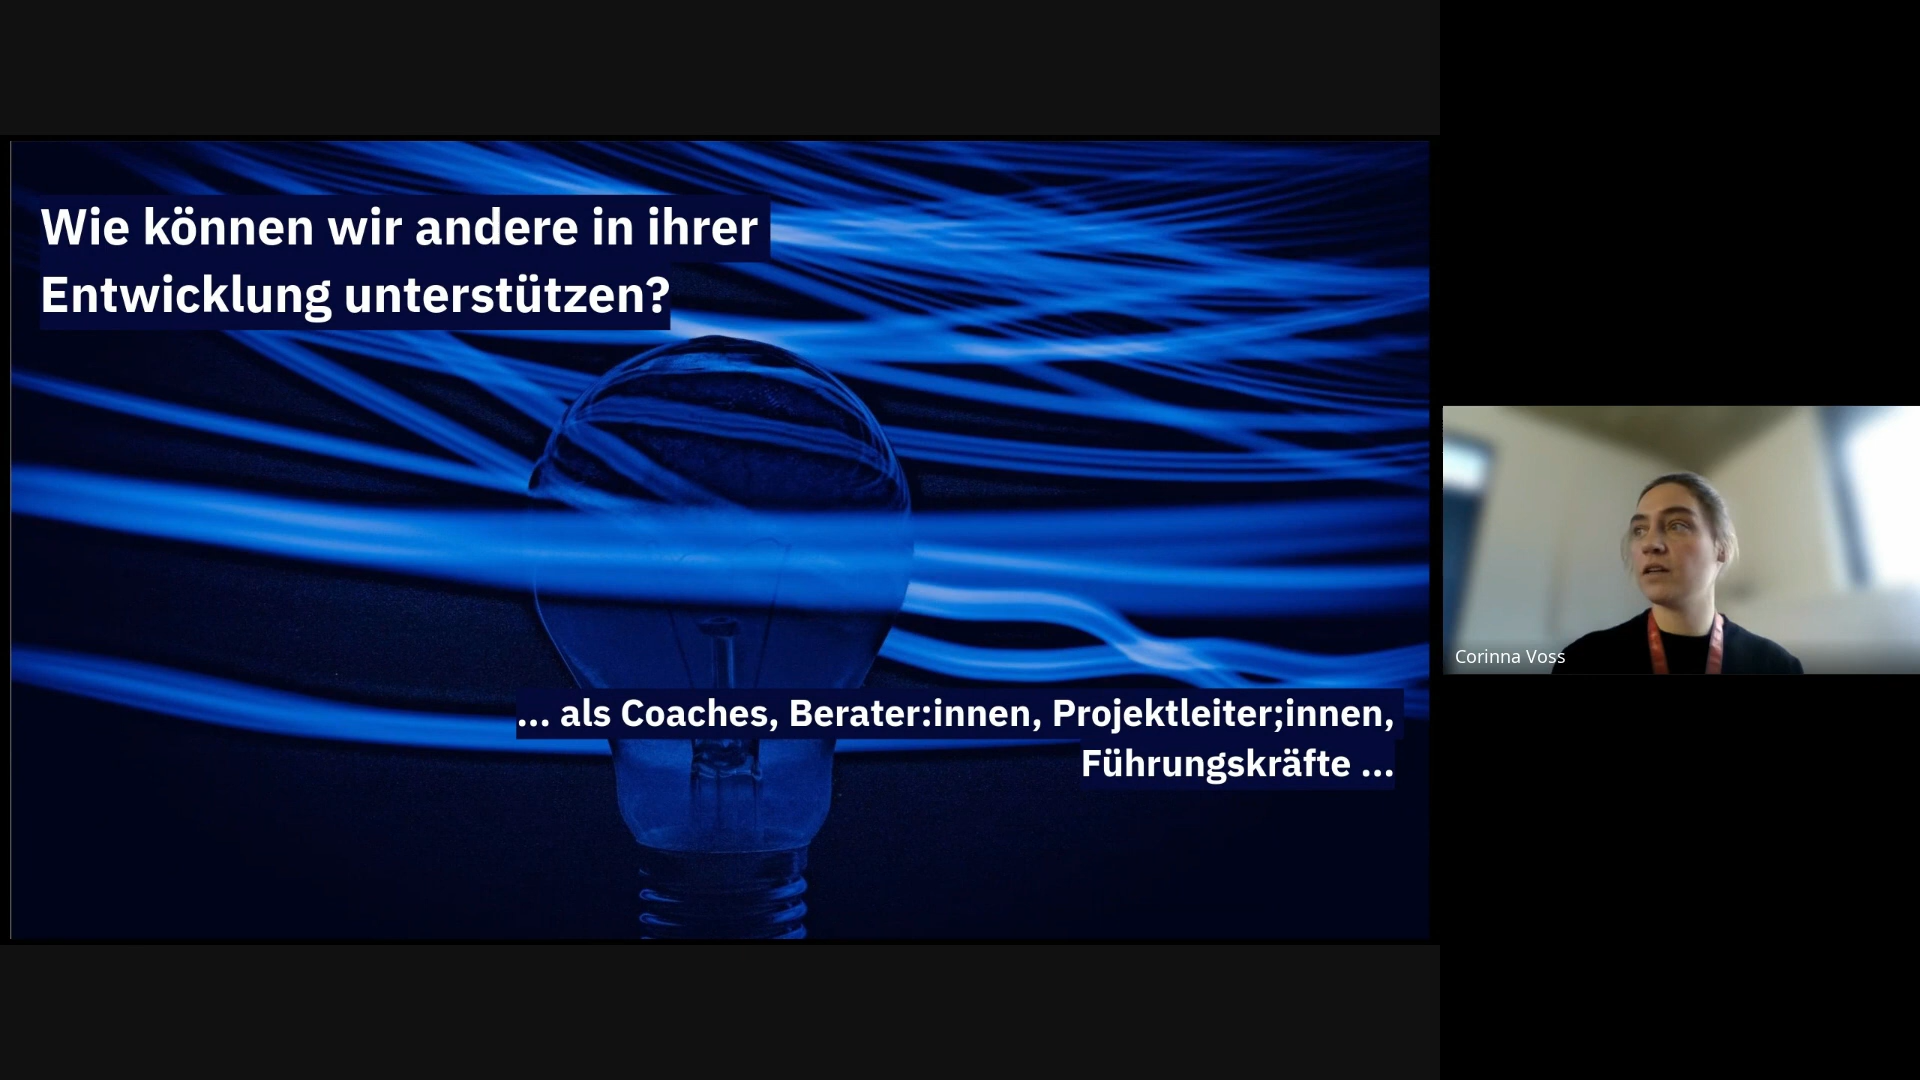 Wie können wir andere in ihrer
Entwicklung unterstützen?
... als Coaches, Berater:innen, Projektleiter;innen,
Führungskräfte ...
Corinna Voss